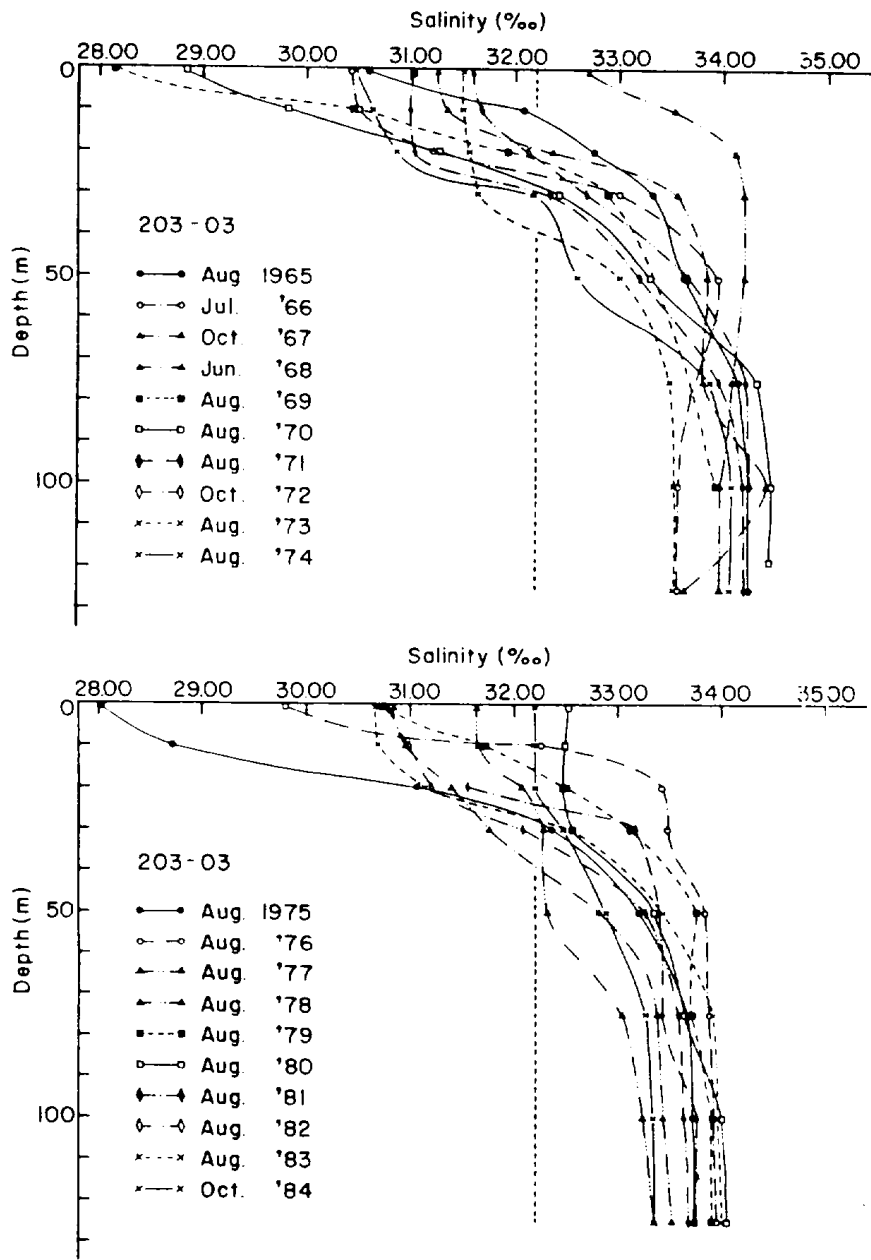 Salinity (‰)
28.00 29.00 30.00 31.00 32.00 33.00 34.00 35.00
0
50
100
Depth (m)
203-03
Aug 1965
Jul. '66
Oct. '67
Jun. '68
Aug. '69
Aug. '70
Aug. '71
Oct. '72
Aug. '73
Aug. '74
Salinity (‰)
28.00 29.00 30.00 31.00 32.00 33.00 34.00 35.00
0
50
100
Depth (m)
203-03
Aug. 1975
Aug. '76
Aug. '77
Aug. '78
Aug. '79
Aug. '80
Aug. '81
Aug. '82
Aug. '83
Oct. '84